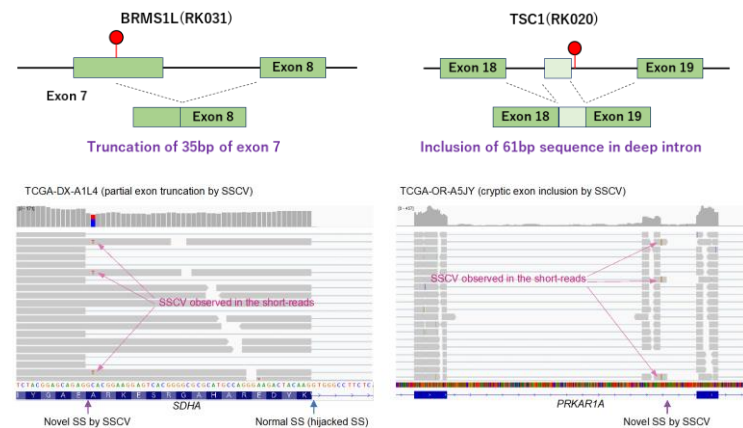 BRMS1L(RK031)
Exon 8
Exon 7
Exon 8
Truncation of 35bp of exon 7
TSC1(RK020)
Exon 18
Exon 19
Exon 18
Exon 19
Inclusion of 61bp sequence in deep intron
TCGA-DX-A1L4 (partial exon truncation by SSCV)
T
T
SSCV observed in the short-reads
T
TCTACGGAGCAGAGGCACGGAAGGAGTCACGGGGCGCGCATGCCAGGGAAGACTACAAGGTGGGCCTTCTC
Y G A E A R K E S R G A H A R E D Y K
SDHA
Novel SS by SSCV
Normal SS (hijacked SS)
TCGA-OR-A5JY (cryptic exon inclusion by SSCV)
SSCV observed in the short-reads
PRKAR1A
Novel SS by SSCV